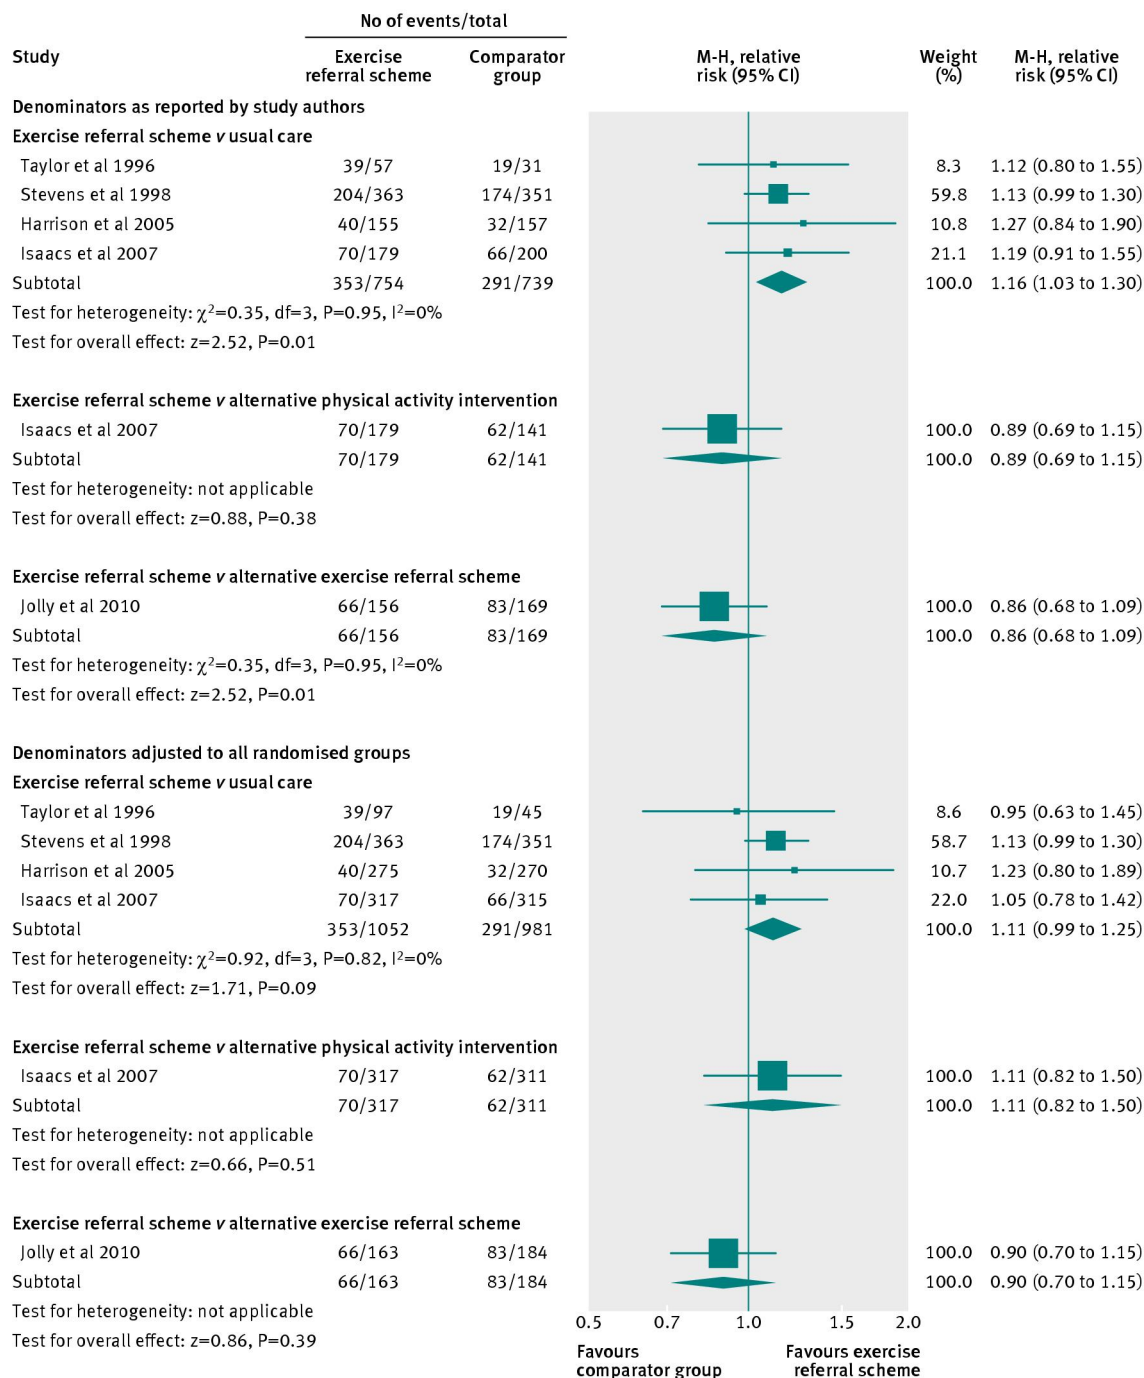 No of events/total
Study Exercise referral scheme Comparator group M-H, relative risk (95% CI) Weight (%) M-H, relative risk (95% CI)
Denominators as reported by study authors
Exercise referral scheme v usual care
Taylor et al 1996 39/57 19/31 8.3 1.12 (0.80 to 1.55)
Stevens et al 1998 204/363 174/351 59.8 1.13 (0.99 to 1.30)
Harrison et al 2005 40/155 32/157 10.8 1.27 (0.84 to 1.90)
Isaacs et al 2007 70/179 66/200 21.1 1.19 (0.91 to 1.55)
Subtotal 353/754 291/739 100.0 1.16 (1.03 to 1.30)
Test for heterogeneity: χ²=0.35, df=3, P=0.95, I²=0%
Test for overall effect: z=2.52, P=0.01
Exercise referral scheme v alternative physical activity intervention
Isaacs et al 2007 70/179 62/141 100.0 0.89 (0.69 to 1.15)
Subtotal 70/179 62/141 100.0 0.89 (0.69 to 1.15)
Test for heterogeneity: not applicable
Test for overall effect: z=0.88, P=0.38
Exercise referral scheme v alternative exercise referral scheme
Jolly et al 2010 66/156 83/169 100.0 0.86 (0.68 to 1.09)
Subtotal 66/156 83/169 100.0 0.86 (0.68 to 1.09)
Test for heterogeneity: χ²=0.35, df=3, P=0.95, I²=0%
Test for overall effect: z=2.52, P=0.01
Denominators adjusted to all randomised groups
Exercise referral scheme v usual care
Taylor et al 1996 39/97 19/45 8.6 0.95 (0.63 to 1.45)
Stevens et al 1998 204/363 174/351 58.7 1.13 (0.99 to 1.30)
Harrison et al 2005 40/275 32/270 10.7 1.23 (0.80 to 1.89)
Isaacs et al 2007 70/317 66/315 22.0 1.05 (0.78 to 1.42)
Subtotal 353/1052 291/981 100.0 1.11 (0.99 to 1.25)
Test for heterogeneity: χ²=0.92, df=3, P=0.82, I²=0%
Test for overall effect: z=1.71, P=0.09
Exercise referral scheme v alternative physical activity intervention
Isaacs et al 2007 70/317 62/311 100.0 1.11 (0.82 to 1.50)
Subtotal 70/317 62/311 100.0 1.11 (0.82 to 1.50)
Test for heterogeneity: not applicable
Test for overall effect: z=0.66, P=0.51
Exercise referral scheme v alternative exercise referral scheme
Jolly et al 2010 66/163 83/184 100.0 0.90 (0.70 to 1.15)
Subtotal 66/163 83/184 100.0 0.90 (0.70 to 1.15)
Test for heterogeneity: not applicable
Test for overall effect: z=0.86, P=0.39
0.5 0.7 1.0 1.5 2.0
Favours comparator group
Favours exercise referral scheme